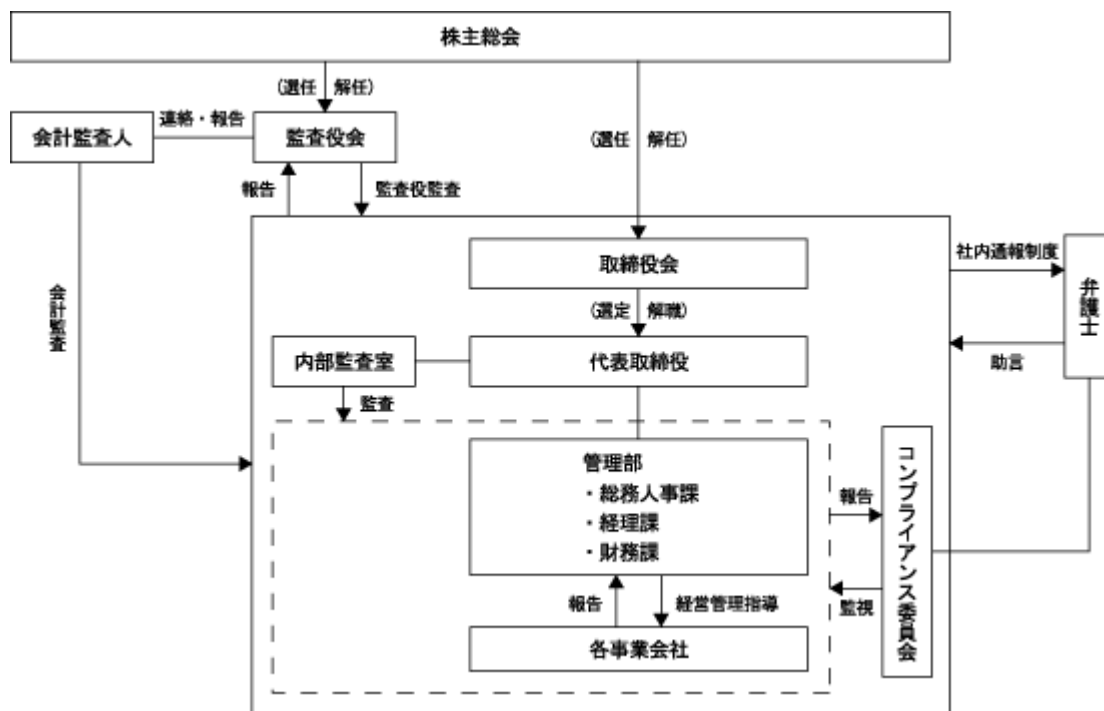 株主総会
(選任 解任)
(選任 解任)
会計監査人
連絡・報告
監査役会
報告
監査役監査
取締役会
社内通報制度
弁護士
会計監査
(選定 解職)
内部監査室
代表取締役
助言
監査
管理部
・総務人事課
・経理課
・財務課
報告
コンプライアンス委員会
監視
報告
経営管理指導
各事業会社